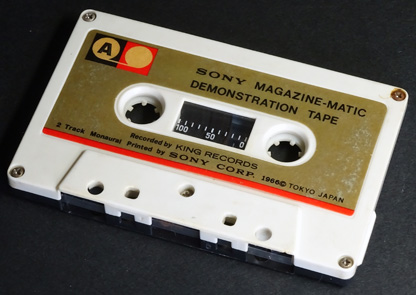 A
SONY MAGAZINE-MATIC
DEMONSTRATION TAPE
100 50 0
2 Track Monaural Recorded by KING RECORDS
Printed by SONY CORP. 1966© TOKYO JAPAN